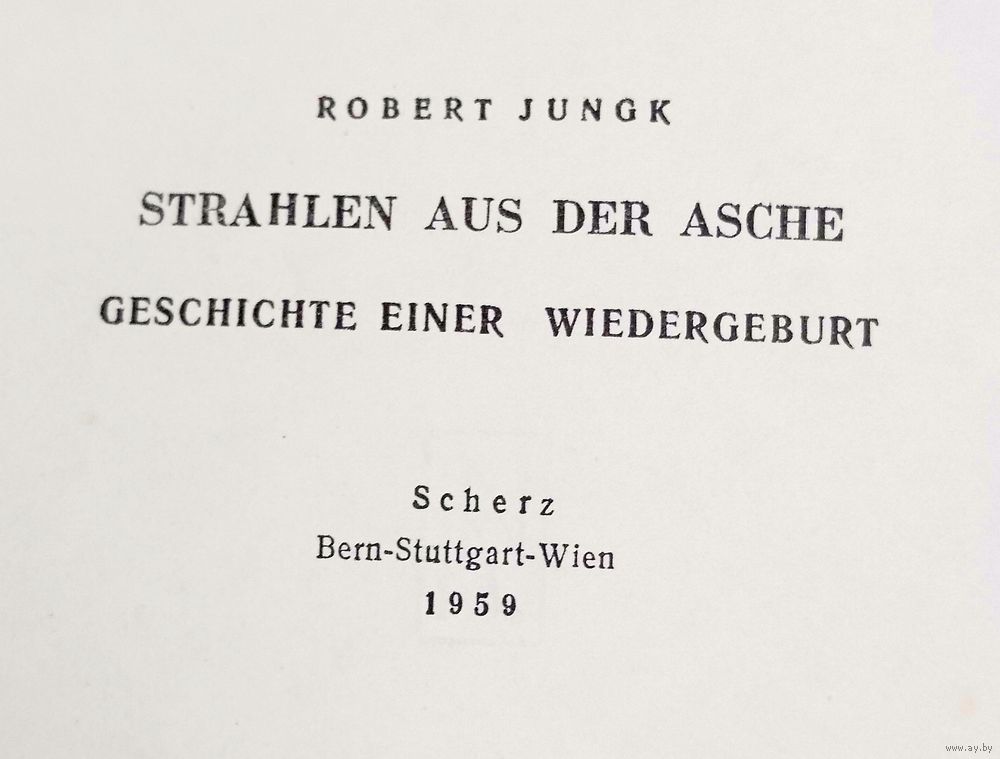 ROBERT JUNGK
STRAHLEN AUS DER ASCHE
GESCHICHTE EINER WIEDERGEBURT
Scherz
Bern-Stuttgart-Wien
1959
www.ay.by